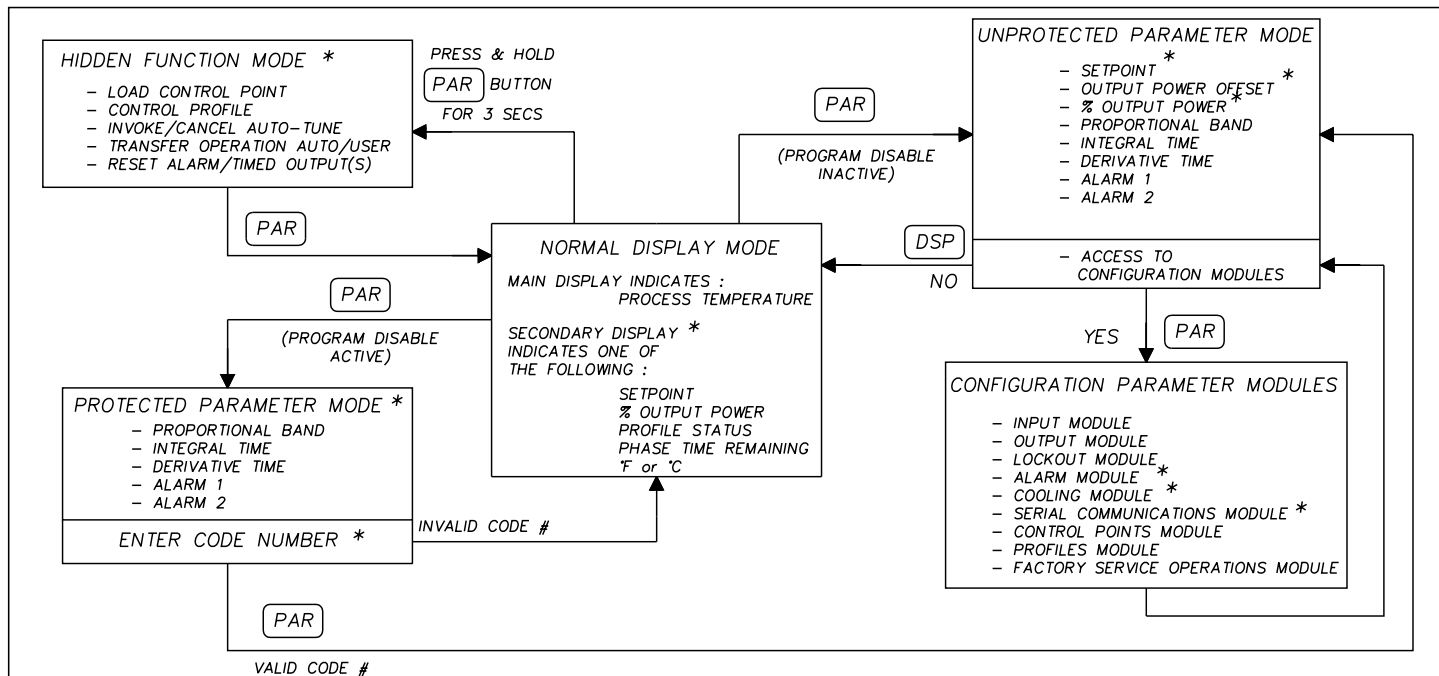 HIDDEN FUNCTION MODE *
- LOAD CONTROL POINT
- CONTROL PROFILE
- INVOKE/CANCEL AUTO-TUNE
- TRANSFER OPERATION AUTO/USER
- RESET ALARM/TIMED OUTPUT(S)
PRESS & HOLD
PAR BUTTON
FOR 3 SECS
PAR
PAR
(PROGRAM DISABLE
INACTIVE)
UNPROTECTED PARAMETER MODE
- SETPOINT *
- OUTPUT POWER OFFSET *
- % OUTPUT POWER *
- PROPORTIONAL BAND
- INTEGRAL TIME
- DERIVATIVE TIME
- ALARM 1
- ALARM 2
- ACCESS TO
CONFIGURATION MODULES
DSP
NO
NORMAL DISPLAY MODE
MAIN DISPLAY INDICATES :
PROCESS TEMPERATURE
SECONDARY DISPLAY *
INDICATES ONE OF
THE FOLLOWING :
SETPOINT
% OUTPUT POWER
PROFILE STATUS
PHASE TIME REMAINING
°F or °C
PAR
(PROGRAM DISABLE
ACTIVE)
YES PAR
PROTECTED PARAMETER MODE *
- PROPORTIONAL BAND
- INTEGRAL TIME
- DERIVATIVE TIME
- ALARM 1
- ALARM 2
ENTER CODE NUMBER *
INVALID CODE #
CONFIGURATION PARAMETER MODULES
- INPUT MODULE
- OUTPUT MODULE
- LOCKOUT MODULE
- ALARM MODULE *
- COOLING MODULE *
- SERIAL COMMUNICATIONS MODULE *
- CONTROL POINTS MODULE
- PROFILES MODULE
- FACTORY SERVICE OPERATIONS MODULE
PAR
VALID CODE #